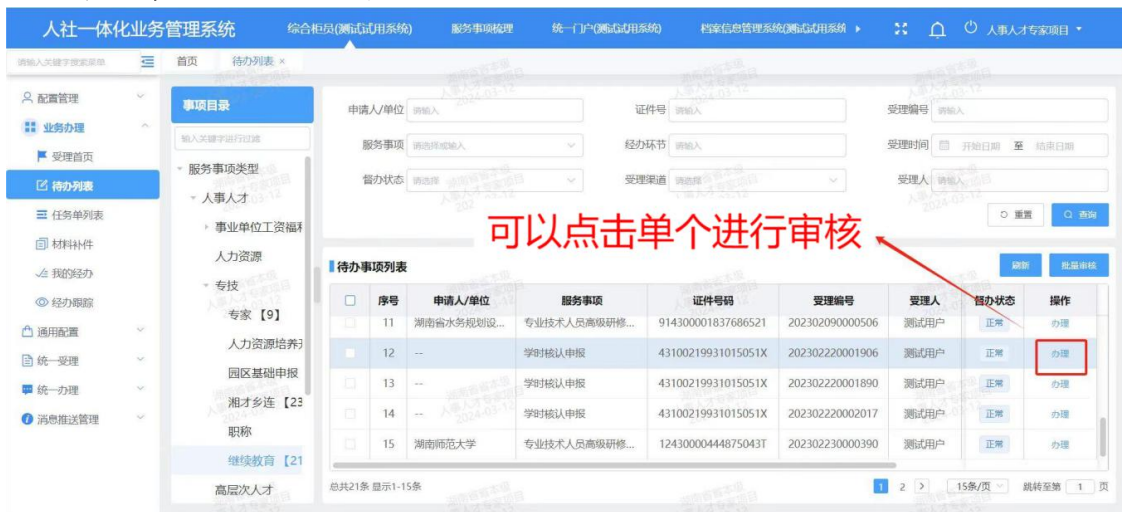 人社一体化业务管理系统 综合柜员(测试试用系统) 服务事项梳理 统一门户(测试试用系统) 档案信息管理系统(测试试用系统 人事人才专家项目
请输入关键字搜索菜单 首页 待办列表 ×
配置管理
业务办理
受理首页
待办列表
任务单列表
材料补件
我的经办
经办跟踪
通用配置
统一受理
统一办理
消息推送管理
事项目录
输入关键字进行过滤
服务事项类型
人事人才
事业单位工资福利
人力资源
专技
专家【9】
人力资源培养开
园区基础申报
湘才乡连【23
职称
继续教育【21
高层次人才
申请人/单位 请输入 证件号 请输入 受理编号 请输入
服务事项 请选择或输入 经办环节 请输入 受理时间 开始日期 至 结束日期
督办状态 请选择 受理渠道 请选择 受理人 请输入
重置 查询
可以点击单个进行审核
待办事项列表 刷新 批量审核
序号 申请人/单位 服务事项 证件号码 受理编号 受理人 督办状态 操作
11 湖南省水务规划设... 专业技术人员高级研修... 914300001837686521 202302090000506 测试用户 正常 办理
12 -- 学时核认申报 43100219931015051X 202302220001906 测试用户 正常 办理
13 -- 学时核认申报 43100219931015051X 202302220001890 测试用户 正常 办理
14 -- 学时核认申报 43100219931015051X 202302220002017 测试用户 正常 办理
15 湖南师范大学 专业技术人员高级研修... 12430000444875043T 202302230000390 测试用户 正常 办理
总共21条 显示1-15条 1 2 > 15条/页 跳转至第 1 页